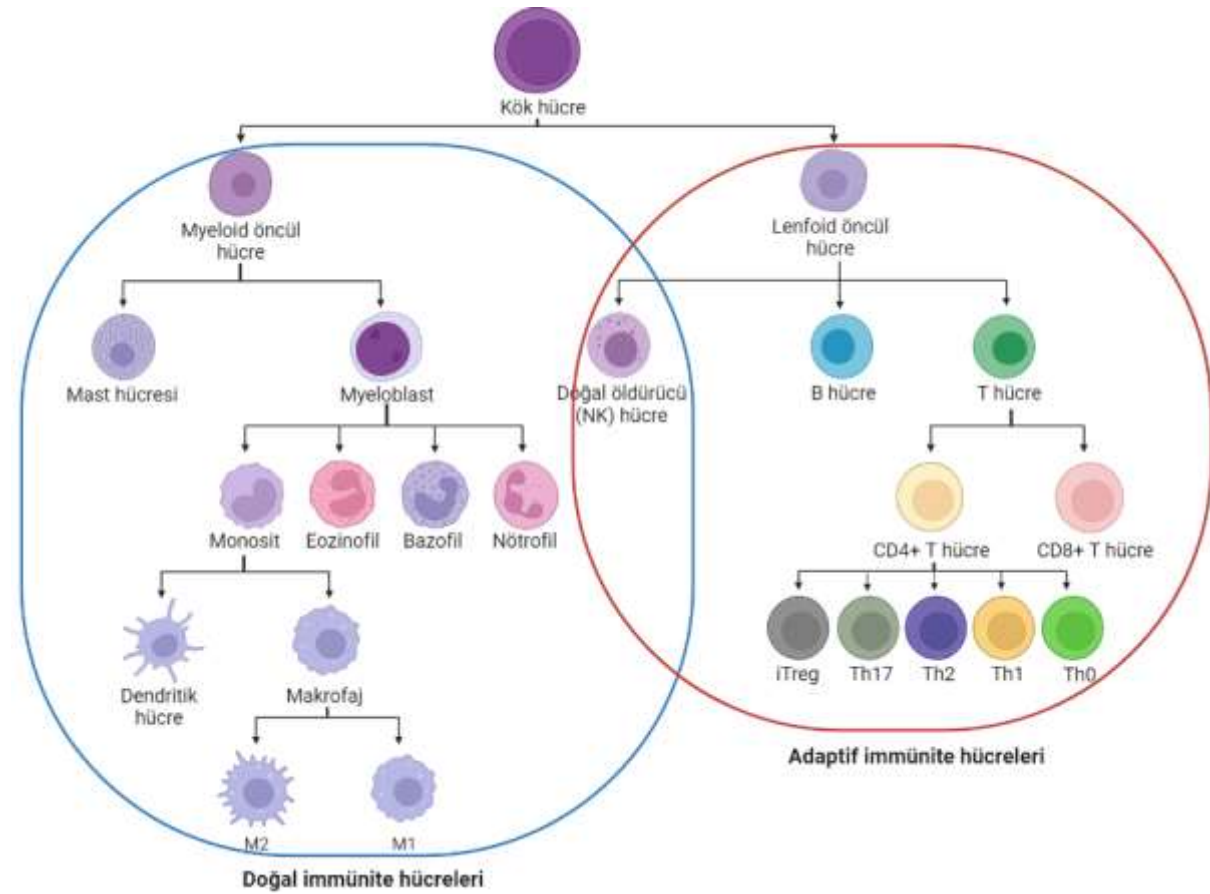 Kök hücre
Myeloid öncül
hücre
Lenfoid öncül
hücre
Mast hücresi
Myeloblast
Doğal öldürücü
(NK) hücre
B hücre
T hücre
Monosit
Eozinofil
Bazofil
Nötrofil
CD4+ T hücre
CD8+ T hücre
Dendritik
hücre
Makrofaj
iTreg
Th17
Th2
Th1
Th0
M2
M1
Adaptif immünite hücreleri
Doğal immünite hücreleri